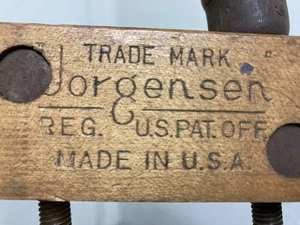 " TRADE MARK "
Jorgensen
REG. U.S. PAT. OFF.
MADE IN U.S.A.